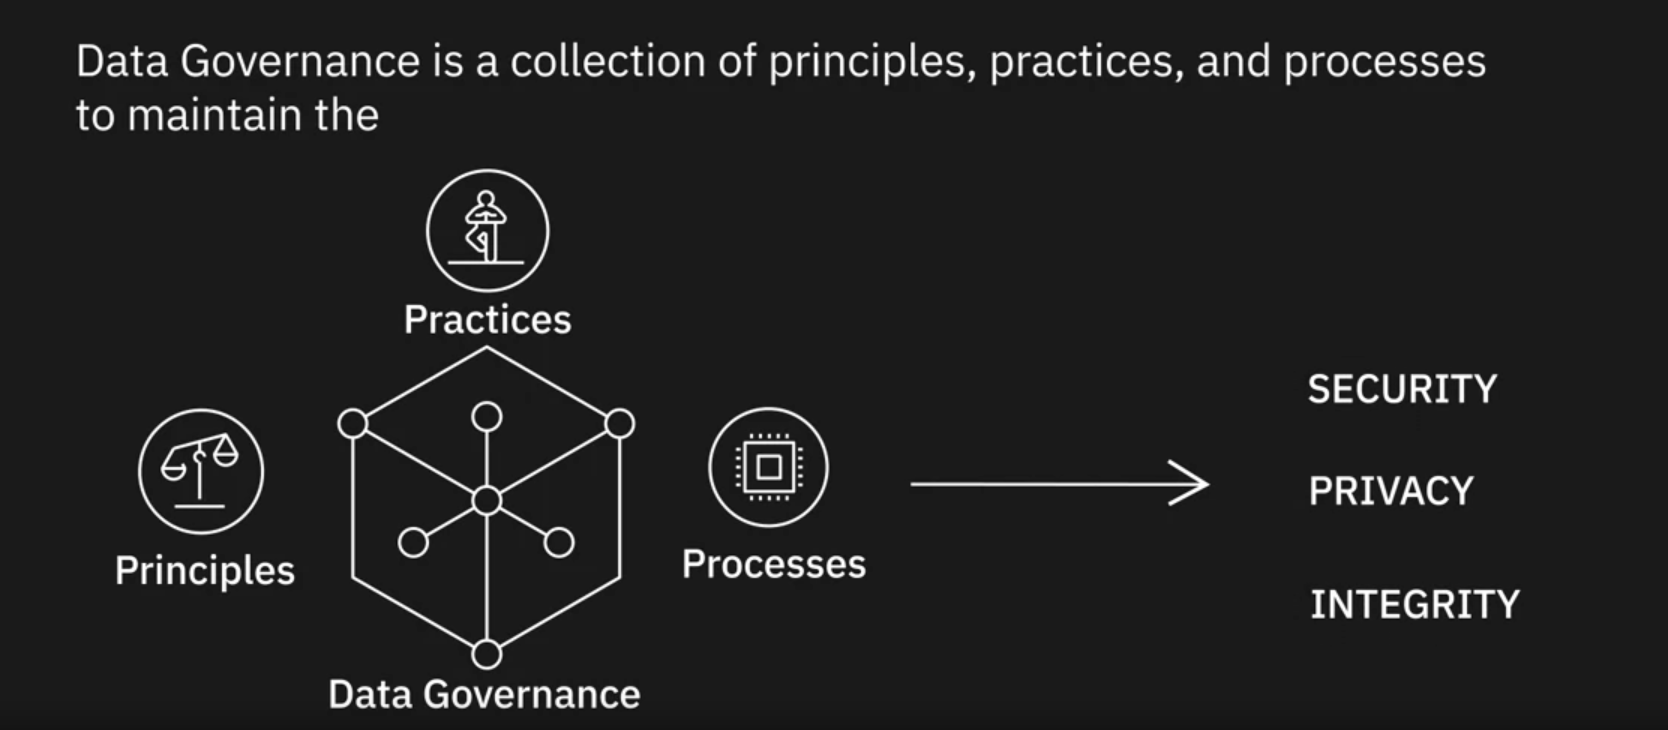 Data Governance is a collection of principles, practices, and processes
to maintain the
Practices
Principles
Processes
Data Governance
SECURITY
PRIVACY
INTEGRITY